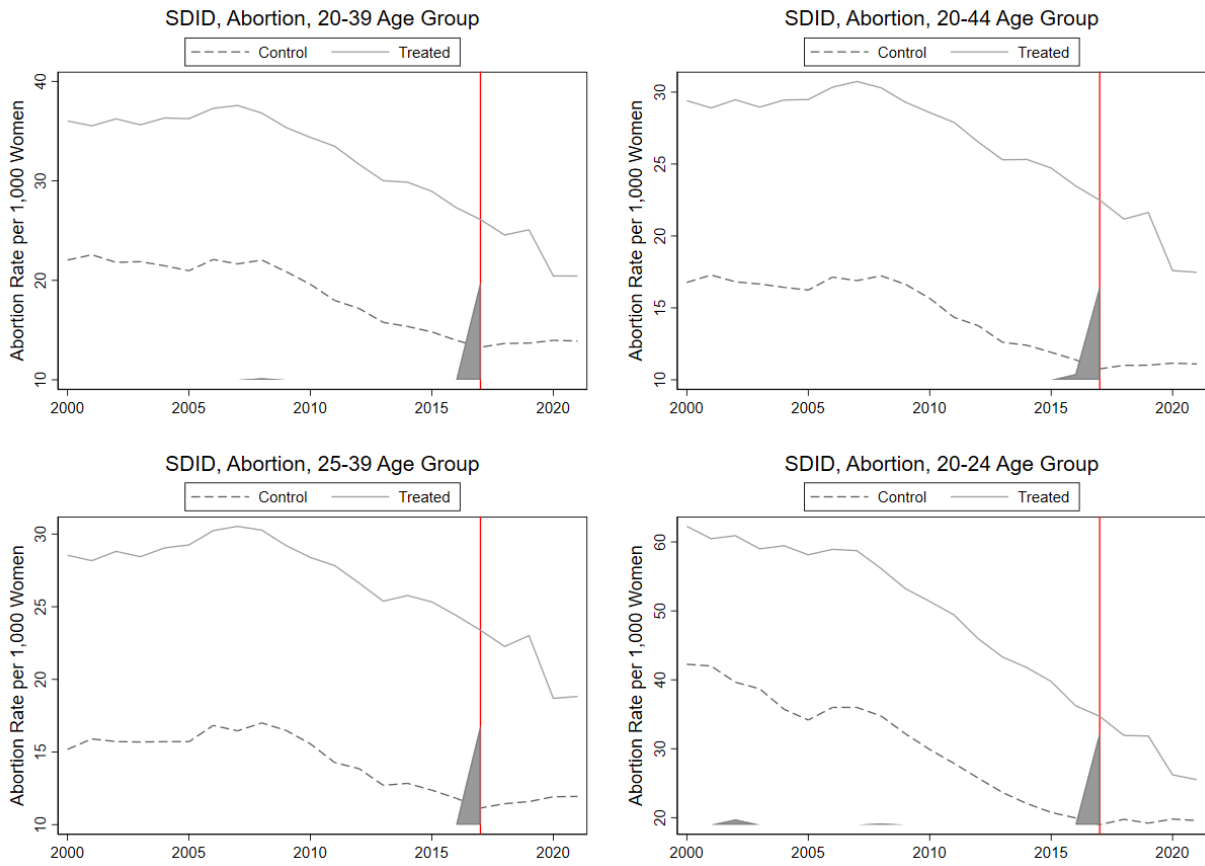 SDID, Abortion, 20-39 Age Group
Control Treated
Abortion Rate per 1,000 Women
40
30
20
10
2000 2005 2010 2015 2020
SDID, Abortion, 20-44 Age Group
Control Treated
Abortion Rate per 1,000 Women
30
25
20
15
10
2000 2005 2010 2015 2020
SDID, Abortion, 25-39 Age Group
Control Treated
Abortion Rate per 1,000 Women
30
25
20
15
10
2000 2005 2010 2015 2020
SDID, Abortion, 20-24 Age Group
Control Treated
Abortion Rate per 1,000 Women
60
50
40
30
20
2000 2005 2010 2015 2020